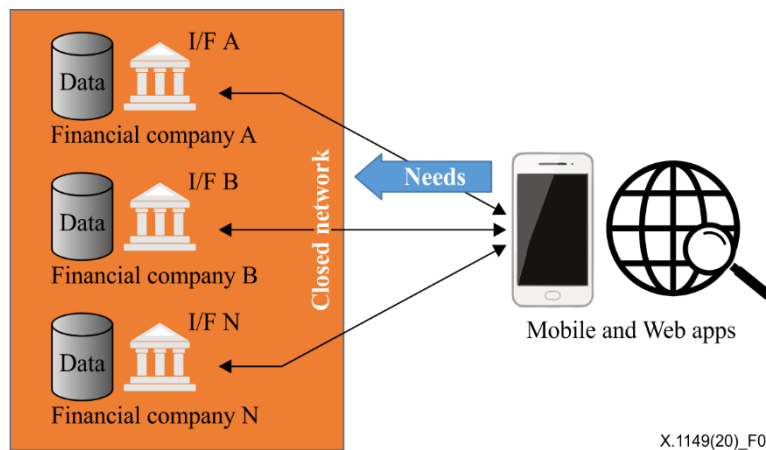 I/F A
Data
Financial company A
I/F B
Data
Financial company B
I/F N
Data
Financial company N
Closed network
Needs
Mobile and Web apps
X.1149(20)_F0